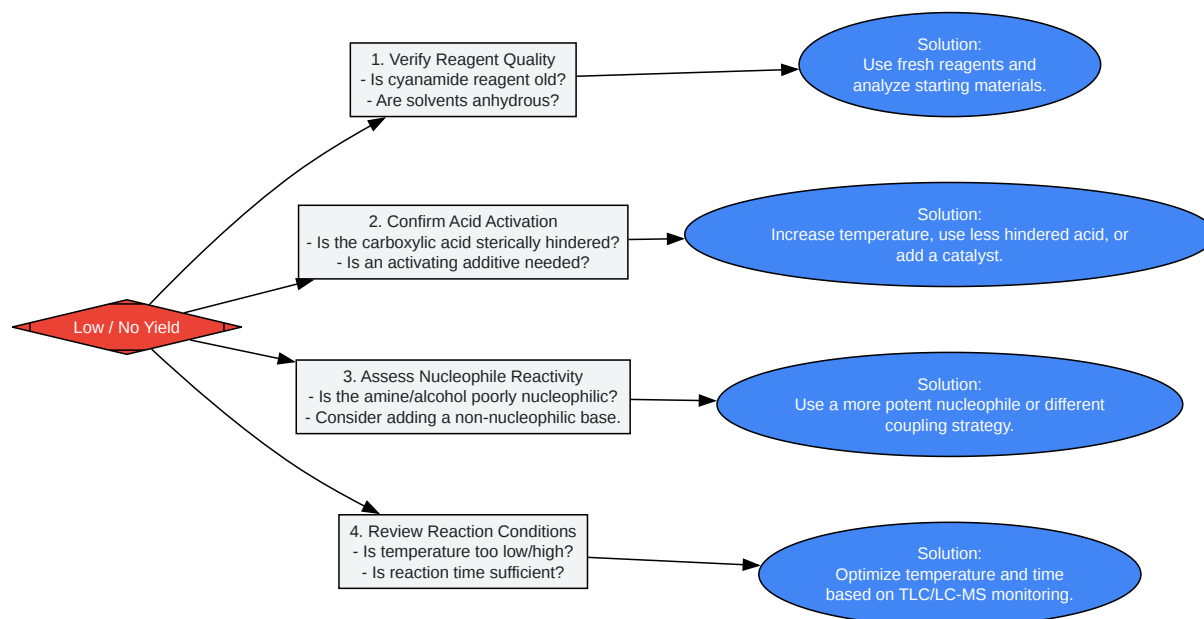 1. Verify Reagent Quality
- Is cyanamide reagent old?
- Are solvents anhydrous?
Solution:
Use fresh reagents and
analyze starting materials.
2. Confirm Acid Activation
- Is the carboxylic acid sterically hindered?
- Is an activating additive needed?
Solution:
Increase temperature, use less hindered acid, or
add a catalyst.
Low / No Yield
3. Assess Nucleophile Reactivity
- Is the amine/alcohol poorly nucleophilic?
- Consider adding a non-nucleophilic base.
Solution:
Use a more potent nucleophile or different
coupling strategy.
4. Review Reaction Conditions
- Is temperature too low/high?
- Is reaction time sufficient?
Solution:
Optimize temperature and time
based on TLC/LC-MS monitoring.